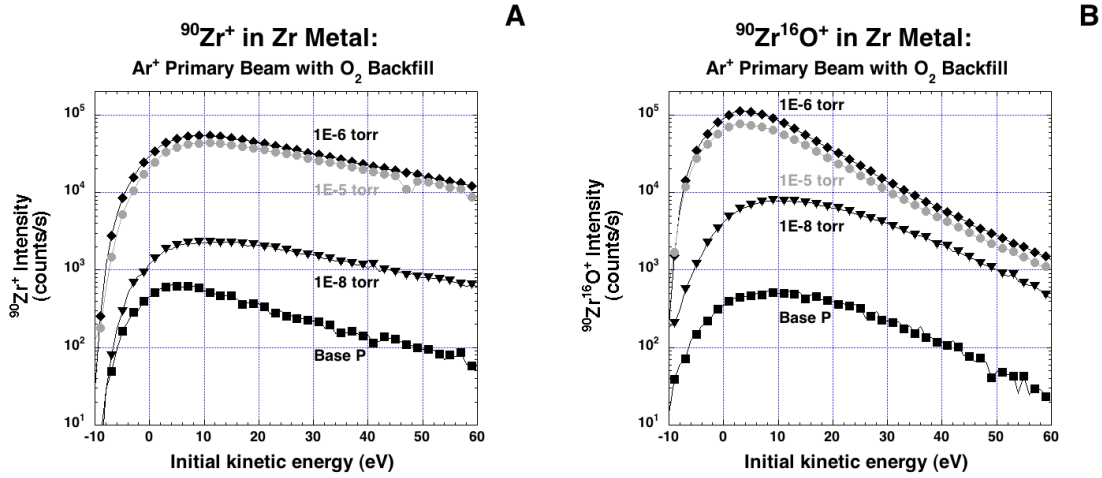 A
⁹⁰Zr⁺ in Zr Metal:
Ar⁺ Primary Beam with O₂ Backfill
⁹⁰Zr⁺ Intensity
(counts/s)
10⁵
10⁴
10³
10²
10¹
1E-6 torr
1E-5 torr
1E-8 torr
Base P
-10 0 10 20 30 40 50 60
Initial kinetic energy (eV)
B
⁹⁰Zr¹⁶O⁺ in Zr Metal:
Ar⁺ Primary Beam with O₂ Backfill
⁹⁰Zr¹⁶O⁺ Intensity
(counts/s)
10⁵
10⁴
10³
10²
10¹
1E-6 torr
1E-5 torr
1E-8 torr
Base P
-10 0 10 20 30 40 50 60
Initial kinetic energy (eV)